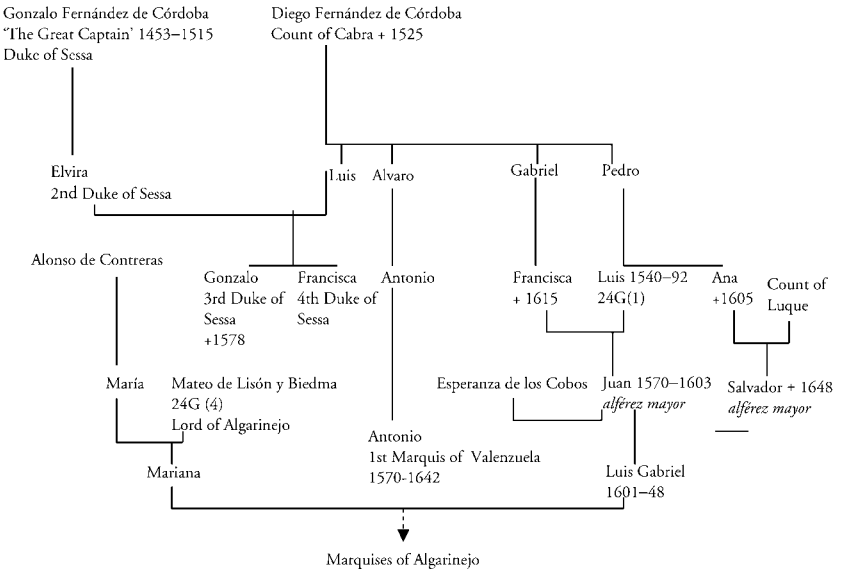 Gonzalo Fernández de Córdoba
‘The Great Captain’ 1453–1515
Duke of Sessa
Diego Fernández de Córdoba
Count of Cabra + 1525
Elvira
2nd Duke of Sessa
Luis
Alvaro
Gabriel
Pedro
Alonso de Contreras
Gonzalo
3rd Duke of
Sessa
+1578
Francisca
4th Duke of
Sessa
Antonio
Francisca
+ 1615
Luis 1540–92
24G(1)
Ana
+1605
Count of
Luque
María
Mateo de Lisón y Biedma
24G (4)
Lord of Algarinejo
Esperanza de los Cobos
Juan 1570–1603
alférez mayor
Salvador + 1648
alférez mayor
Antonio
1st Marquis of Valenzuela
1570-1642
Mariana
Luis Gabriel
1601–48
Marquises of Algarinejo